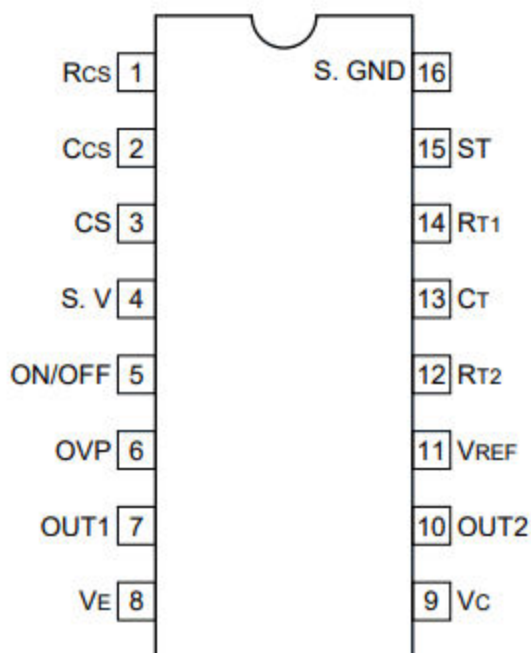 RCS 1 S. GND 16
CCS 2 15 ST
CS 3 14 RT1
S. V 4 13 CT
ON/OFF 5 12 RT2
OVP 6 11 VREF
OUT1 7 10 OUT2
VE 8 9 VC